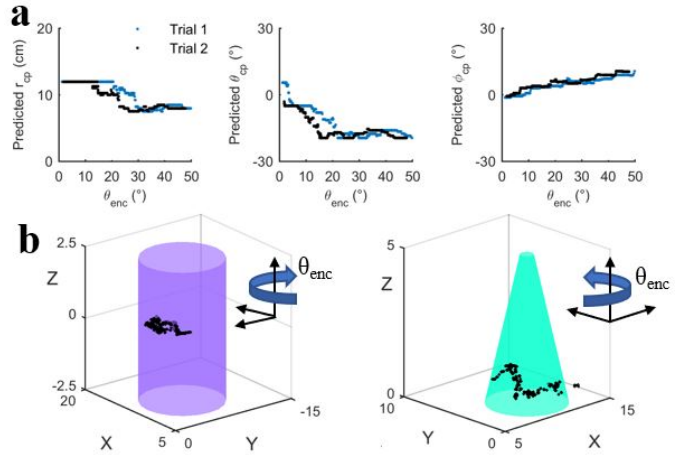 a
Predicted r_cp (cm)
20
10
0
0 10 20 30 40 50
θ_enc (°)
Trial 1
Trial 2
Predicted θ_cp (°)
30
0
-30
0 10 20 30 40 50
θ_enc (°)
Predicted ϕ_cp (°)
30
0
-30
0 10 20 30 40 50
θ_enc (°)
b
2.5
Z
0
-2.5
20
X
5
0
Y
-15
θenc
5
Z
0
10
Y
0
5
X
15
θenc